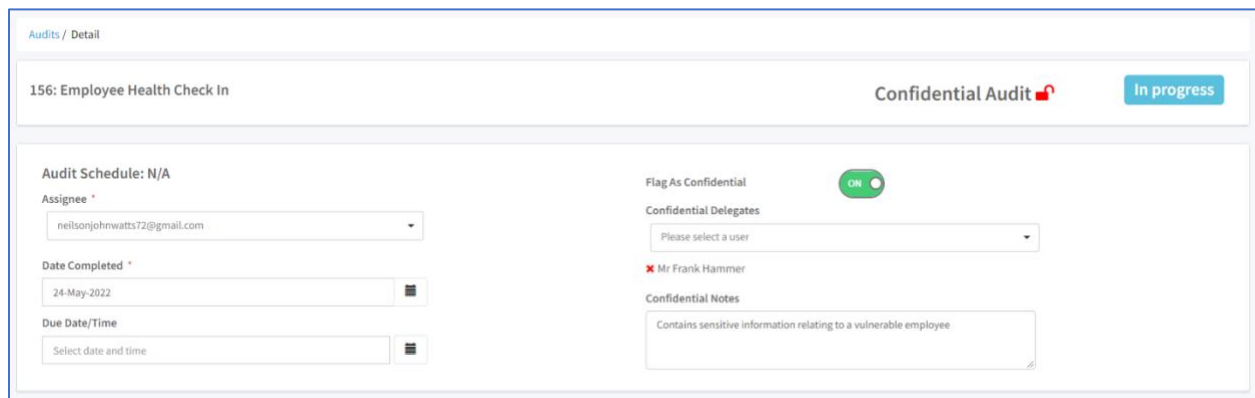 Audits / Detail
156: Employee Health Check In
Confidential Audit
In progress
Audit Schedule: N/A
Assignee *
neilsonjohnwatts72@gmail.com
Date Completed *
24-May-2022
Due Date/Time
Select date and time
Flag As Confidential
ON
Confidential Delegates
Please select a user
Mr Frank Hammer
Confidential Notes
Contains sensitive information relating to a vulnerable employee